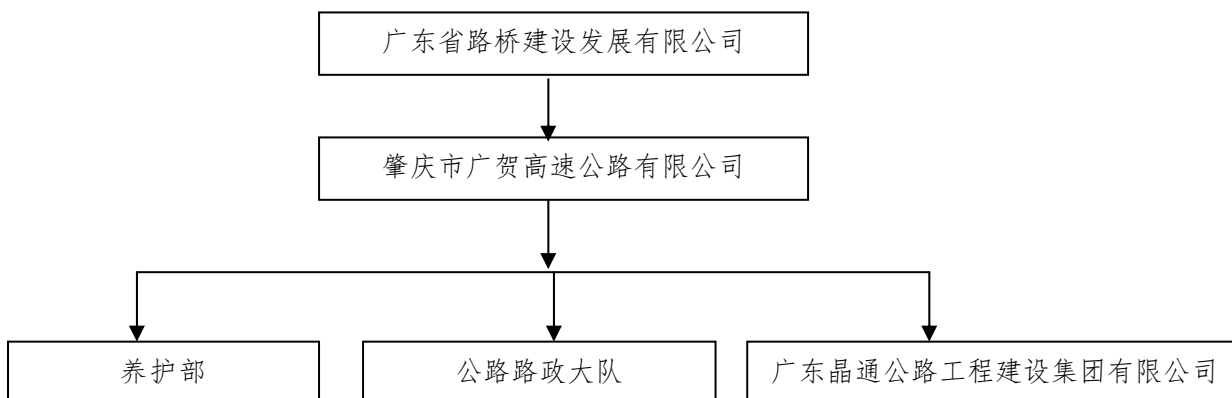 广东省路桥建设发展有限公司
肇庆市广贺高速公路有限公司
养护部
公路路政大队
广东晶通公路工程建设集团有限公司